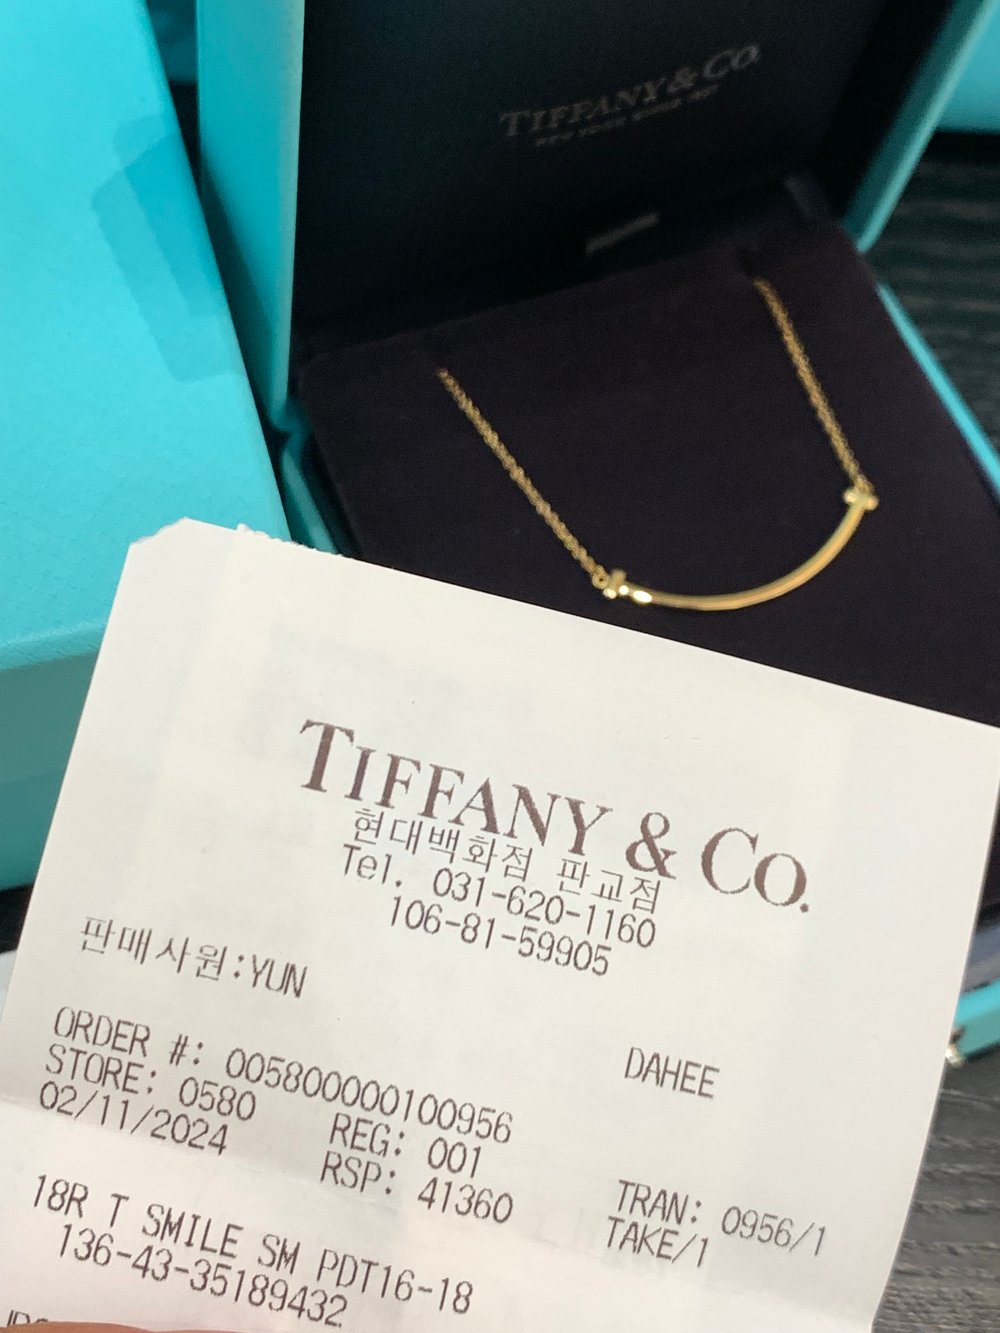 TIFFANY & CO.
TIFFANY & CO.
현대백화점 판교점
Tel. 031-620-1160
106-81-59905
판매사원:YUN DAHEE
ORDER #: 005800000100956
STORE: 0580 REG: 001 TRAN: 0956/1
02/11/2024 RSP: 41360 TAKE/1
18R T SMILE SM PDT16-18
136-43-35189432